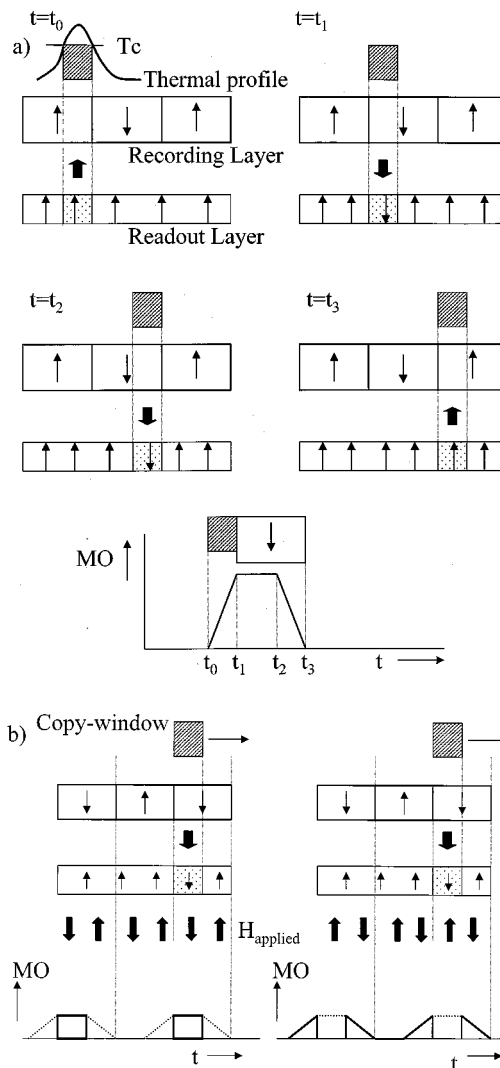 t=t0
t=t1
a)
Tc
Thermal profile
Recording Layer
Readout Layer
t=t2
t=t3
MO
t0 t1 t2 t3 t
b) Copy-window
Happlied
MO
MO
t
t